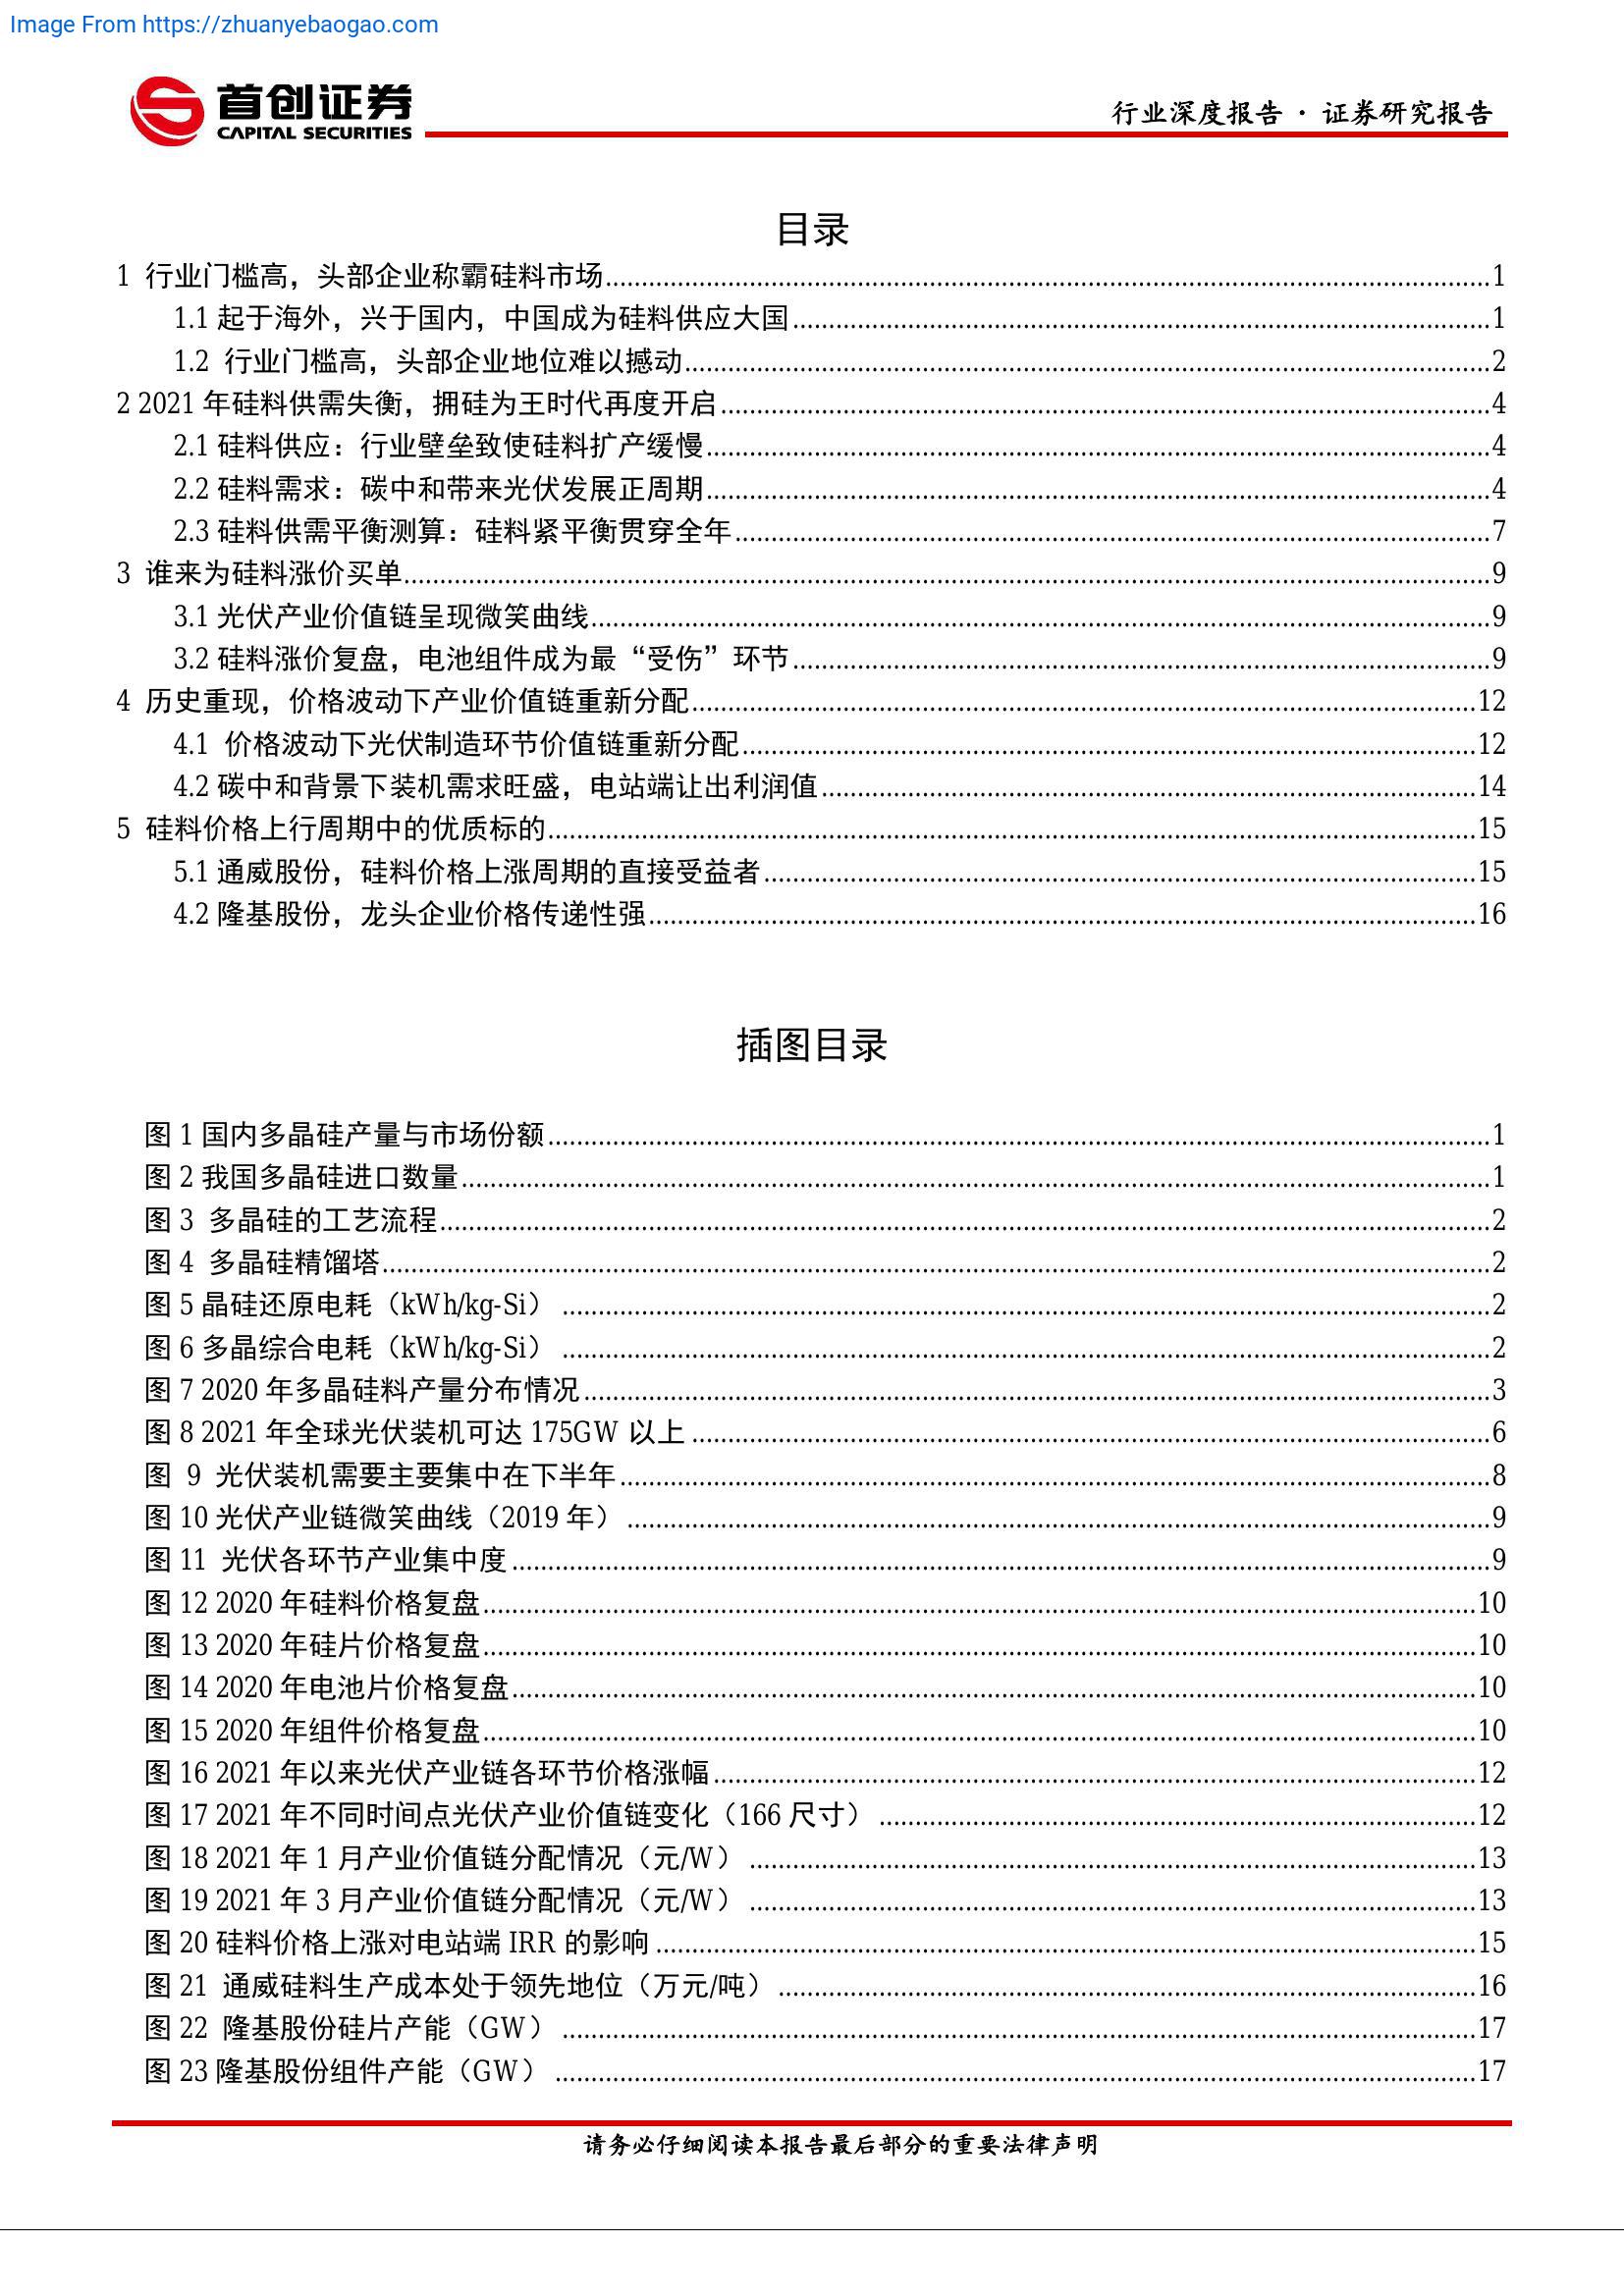 Image From https://zhuanyebaogao.com
首创证券
CAPITAL SECURITIES
行业深度报告 · 证券研究报告
目录
1 行业门槛高，头部企业称霸硅料市场........1
1.1 起于海外，兴于国内，中国成为硅料供应大国........1
1.2 行业门槛高，头部企业地位难以撼动........2
2 2021 年硅料供需失衡，拥硅为王时代再度开启........4
2.1 硅料供应：行业壁垒致使硅料扩产缓慢........4
2.2 硅料需求：碳中和带来光伏发展正周期........4
2.3 硅料供需平衡测算：硅料紧平衡贯穿全年........7
3 谁来为硅料涨价买单........9
3.1 光伏产业价值链呈现微笑曲线........9
3.2 硅料涨价复盘，电池组件成为最“受伤”环节........9
4 历史重现，价格波动下产业价值链重新分配........12
4.1 价格波动下光伏制造环节价值链重新分配........12
4.2 碳中和背景下装机需求旺盛，电站端让出利润值........14
5 硅料价格上行周期中的优质标的........15
5.1 通威股份，硅料价格上涨周期的直接受益者........15
4.2 隆基股份，龙头企业价格传递性强........16
插图目录
图 1 国内多晶硅产量与市场份额........1
图 2 我国多晶硅进口数量........1
图 3 多晶硅的工艺流程........2
图 4 多晶硅精馏塔........2
图 5 晶硅还原电耗（kWh/kg-Si）........2
图 6 多晶综合电耗（kWh/kg-Si）........2
图 7 2020 年多晶硅料产量分布情况........3
图 8 2021 年全球光伏装机可达 175GW 以上........6
图 9 光伏装机需要主要集中在下半年........8
图 10 光伏产业链微笑曲线（2019 年）........9
图 11 光伏各环节产业集中度........9
图 12 2020 年硅料价格复盘........10
图 13 2020 年硅片价格复盘........10
图 14 2020 年电池片价格复盘........10
图 15 2020 年组件价格复盘........10
图 16 2021 年以来光伏产业链各环节价格涨幅........12
图 17 2021 年不同时间点光伏产业价值链变化（166 尺寸）........12
图 18 2021 年 1 月产业价值链分配情况（元/W）........13
图 19 2021 年 3 月产业价值链分配情况（元/W）........13
图 20 硅料价格上涨对电站端 IRR 的影响........15
图 21 通威硅料生产成本处于领先地位（万元/吨）........16
图 22 隆基股份硅片产能（GW）........17
图 23 隆基股份组件产能（GW）........17
请务必仔细阅读本报告最后部分的重要法律声明